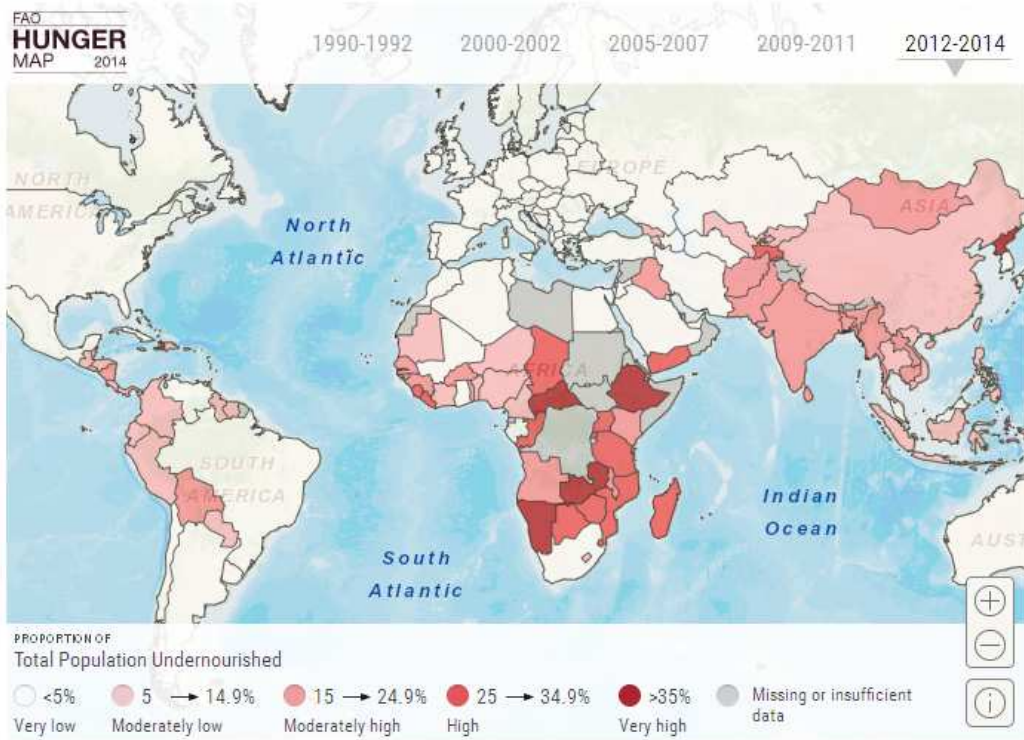 FAO
HUNGER
MAP 2014
1990-1992
2000-2002
2005-2007
2009-2011
2012-2014
NORTH
AMERICA
EUROPE
ASIA
North
Atlantic
AFRICA
SOUTH
AMERICA
Indian
Ocean
South
Atlantic
AUST
PROPORTION OF
Total Population Undernourished
<5%
Very low
5 → 14.9%
Moderately low
15 → 24.9%
Moderately high
25 → 34.9%
High
>35%
Very high
Missing or insufficient
data
+
−
i